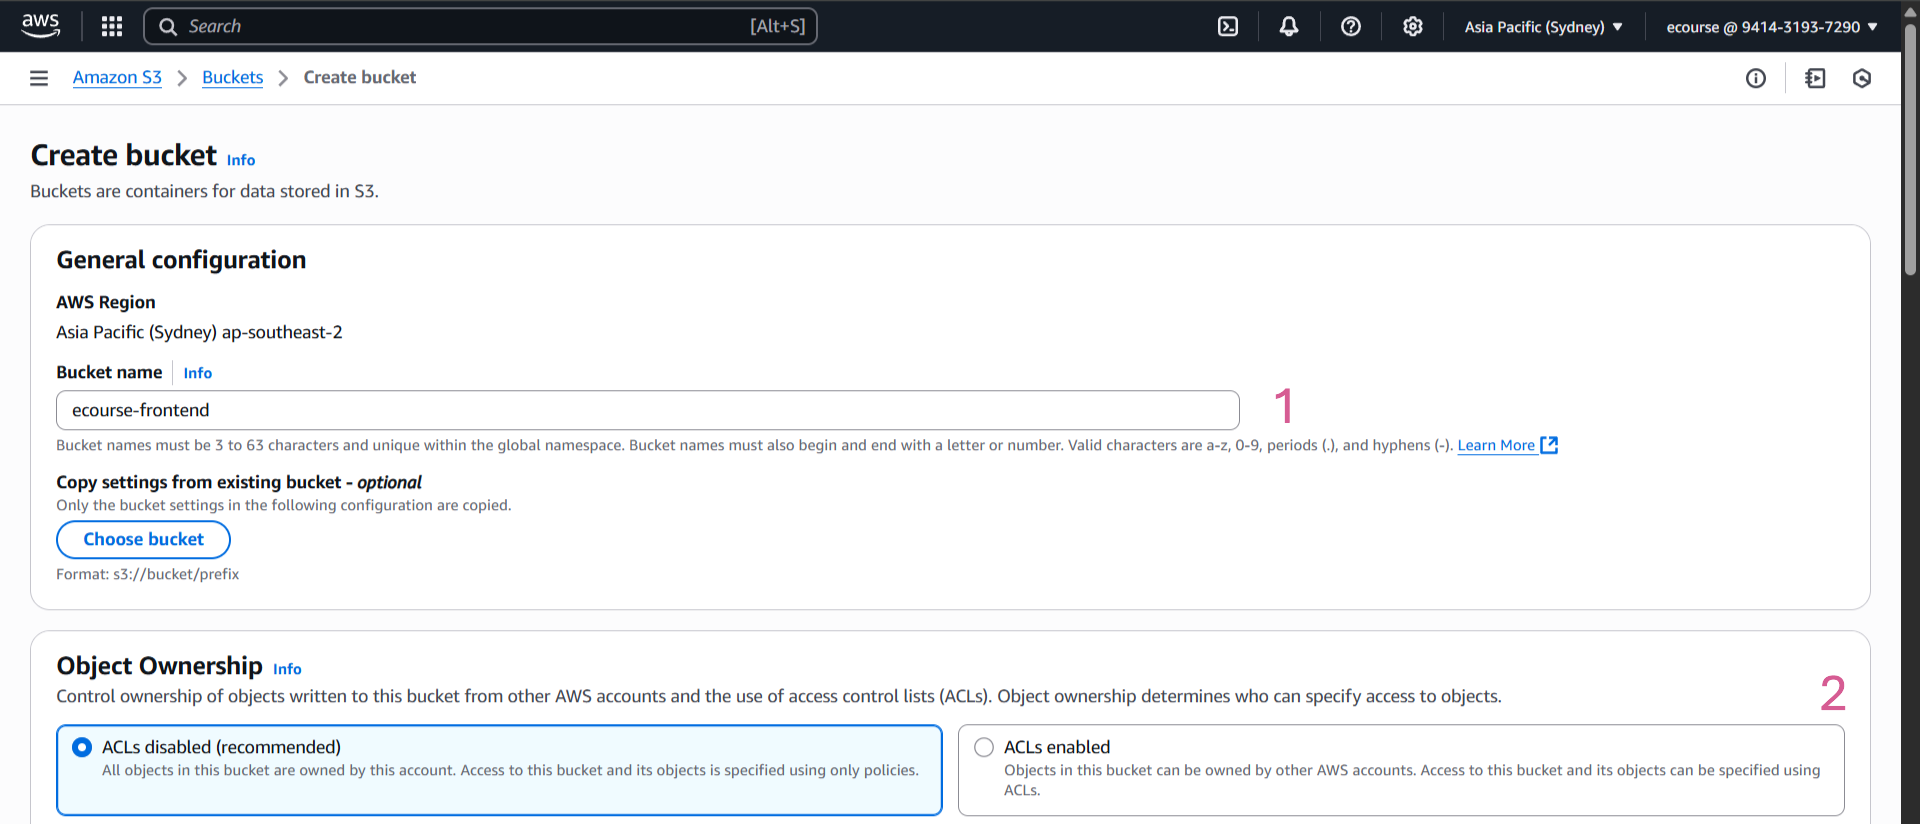 aws
Search [Alt+S]
Asia Pacific (Sydney)
ecourse @ 9414-3193-7290
Amazon S3 > Buckets > Create bucket
Create bucket Info
Buckets are containers for data stored in S3.
General configuration
AWS Region
Asia Pacific (Sydney) ap-southeast-2
Bucket name Info
ecourse-frontend
1
Bucket names must be 3 to 63 characters and unique within the global namespace. Bucket names must also begin and end with a letter or number. Valid characters are a-z, 0-9, periods (.), and hyphens (-). Learn More
Copy settings from existing bucket - optional
Only the bucket settings in the following configuration are copied.
Choose bucket
Format: s3://bucket/prefix
Object Ownership Info
Control ownership of objects written to this bucket from other AWS accounts and the use of access control lists (ACLs). Object ownership determines who can specify access to objects.
2
ACLs disabled (recommended)
All objects in this bucket are owned by this account. Access to this bucket and its objects is specified using only policies.
ACLs enabled
Objects in this bucket can be owned by other AWS accounts. Access to this bucket and its objects can be specified using
ACLs.